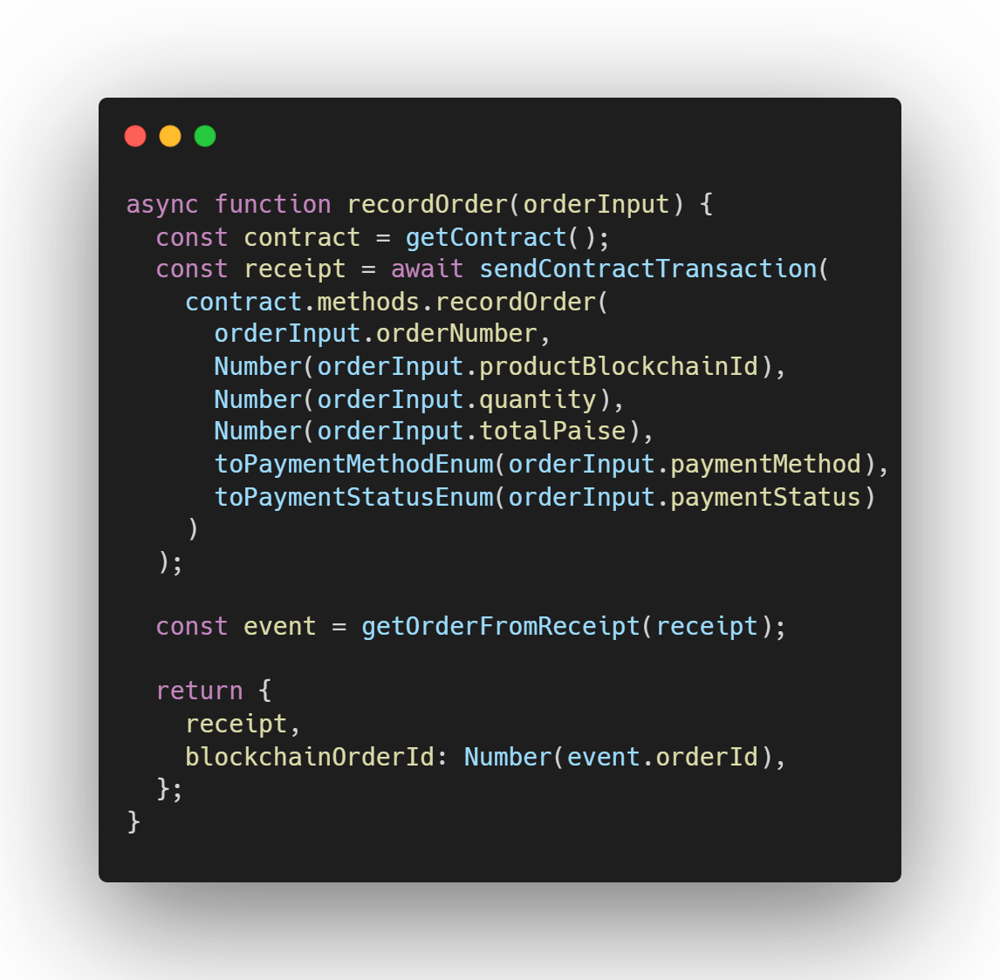 async function recordOrder(orderInput) {
  const contract = getContract();
  const receipt = await sendContractTransaction(
    contract.methods.recordOrder(
      orderInput.orderNumber,
      Number(orderInput.productBlockchainId),
      Number(orderInput.quantity),
      Number(orderInput.totalPaise),
      toPaymentMethodEnum(orderInput.paymentMethod),
      toPaymentStatusEnum(orderInput.paymentStatus)
    )
  );

  const event = getOrderFromReceipt(receipt);

  return {
    receipt,
    blockchainOrderId: Number(event.orderId),
  };
}